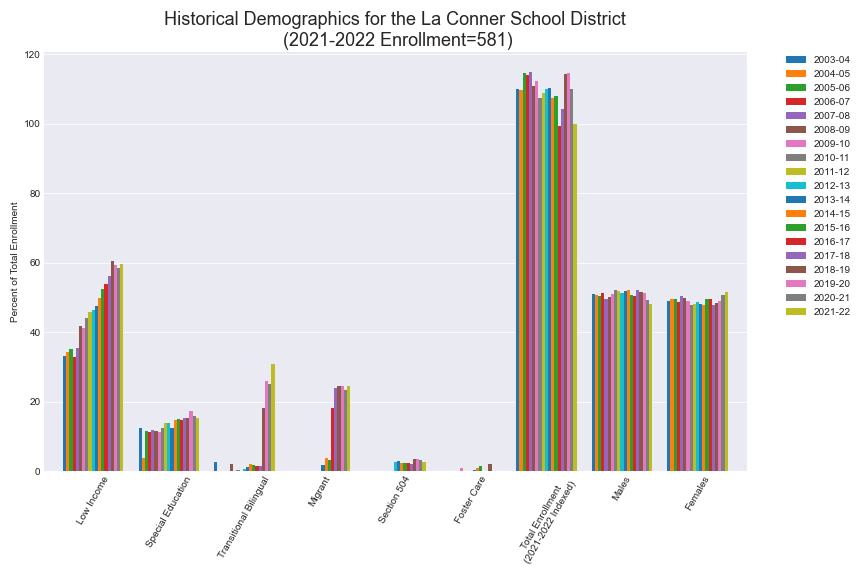 Historical Demographics for the La Conner School District
(2021-2022 Enrollment=581)
Percent of Total Enrollment
120
100
80
60
40
20
0
Low Income
Special Education
Transitional Bilingual
Migrant
Section 504
Foster Care
Total Enrollment
(2021-2022 Indexed)
Males
Females
2003-04
2004-05
2005-06
2006-07
2007-08
2008-09
2009-10
2010-11
2011-12
2012-13
2013-14
2014-15
2015-16
2016-17
2017-18
2018-19
2019-20
2020-21
2021-22